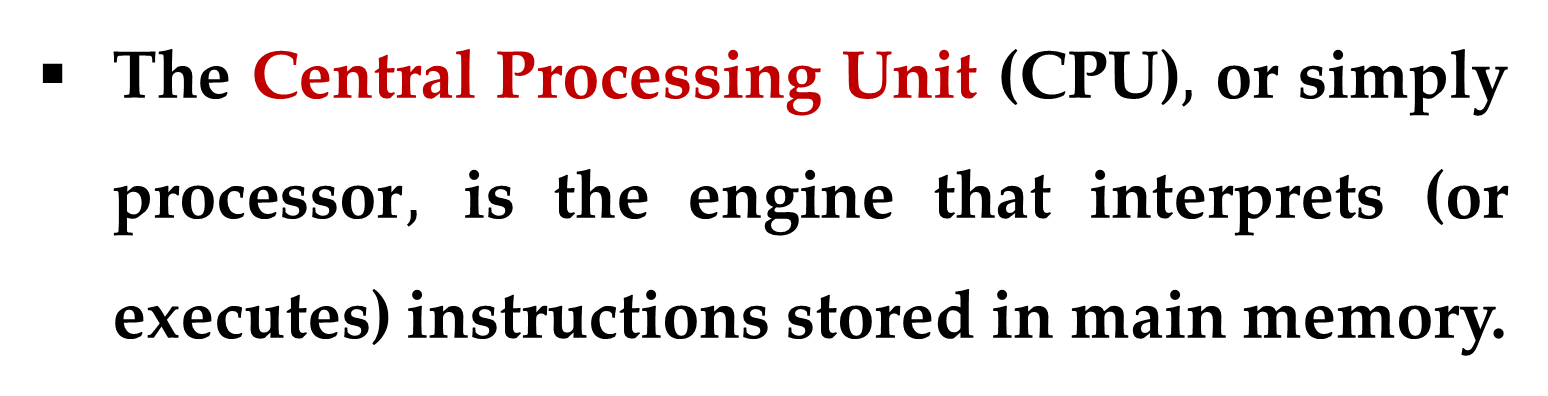 ▪ The Central Processing Unit (CPU), or simply
processor, is the engine that interprets (or
executes) instructions stored in main memory.